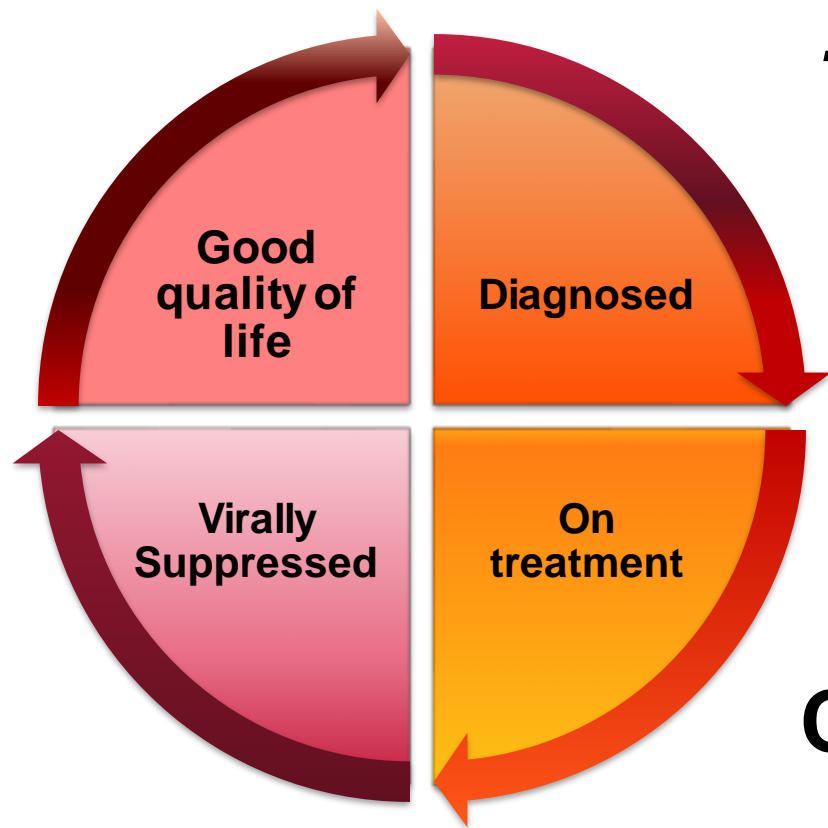 Good
quality of
life
Diagnosed
Virally
Suppressed
On
treatment